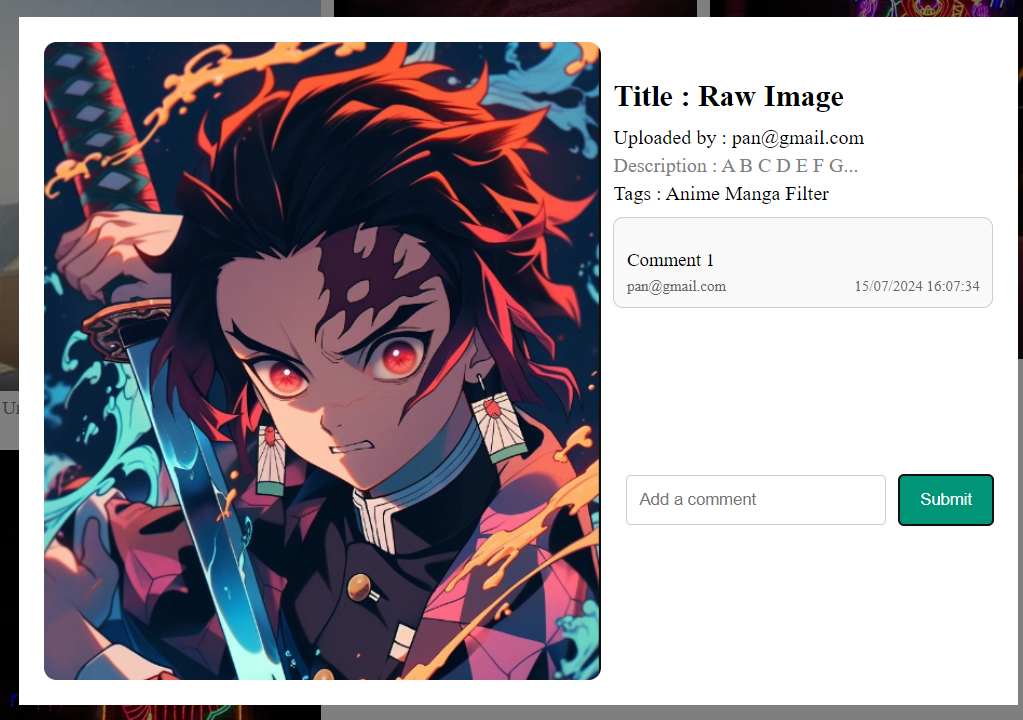 Title : Raw Image
Uploaded by : pan@gmail.com
Description : A B C D E F G...
Tags : Anime Manga Filter
Comment 1
pan@gmail.com 15/07/2024 16:07:34
Add a comment Submit